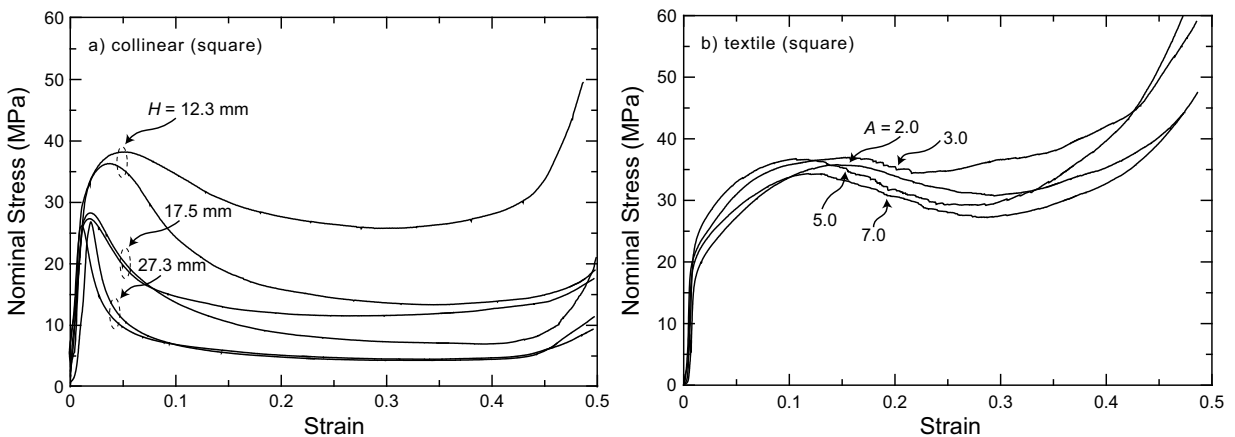 a) collinear (square)
H = 12.3 mm
17.5 mm
27.3 mm
Nominal Stress (MPa)
60
50
40
30
20
10
0
0
0.1
0.2
0.3
0.4
0.5
Strain
b) textile (square)
A = 2.0
3.0
5.0
7.0
Nominal Stress (MPa)
60
50
40
30
20
10
0
0
0.1
0.2
0.3
0.4
0.5
Strain